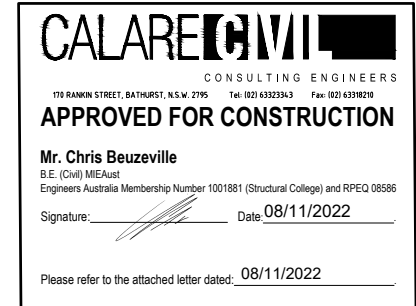 CALARE CIVIL
CONSULTING ENGINEERS
170 RANKIN STREET, BATHURST, N.S.W. 2795 Tel: (02) 63323343 Fax: (02) 63318210
APPROVED FOR CONSTRUCTION
Mr. Chris Beuzeville
B.E. (Civil) MIEAust
Engineers Australia Membership Number 1001881 (Structural College) and RPEQ 08586
Signature: Date: 08/11/2022
Please refer to the attached letter dated: 08/11/2022